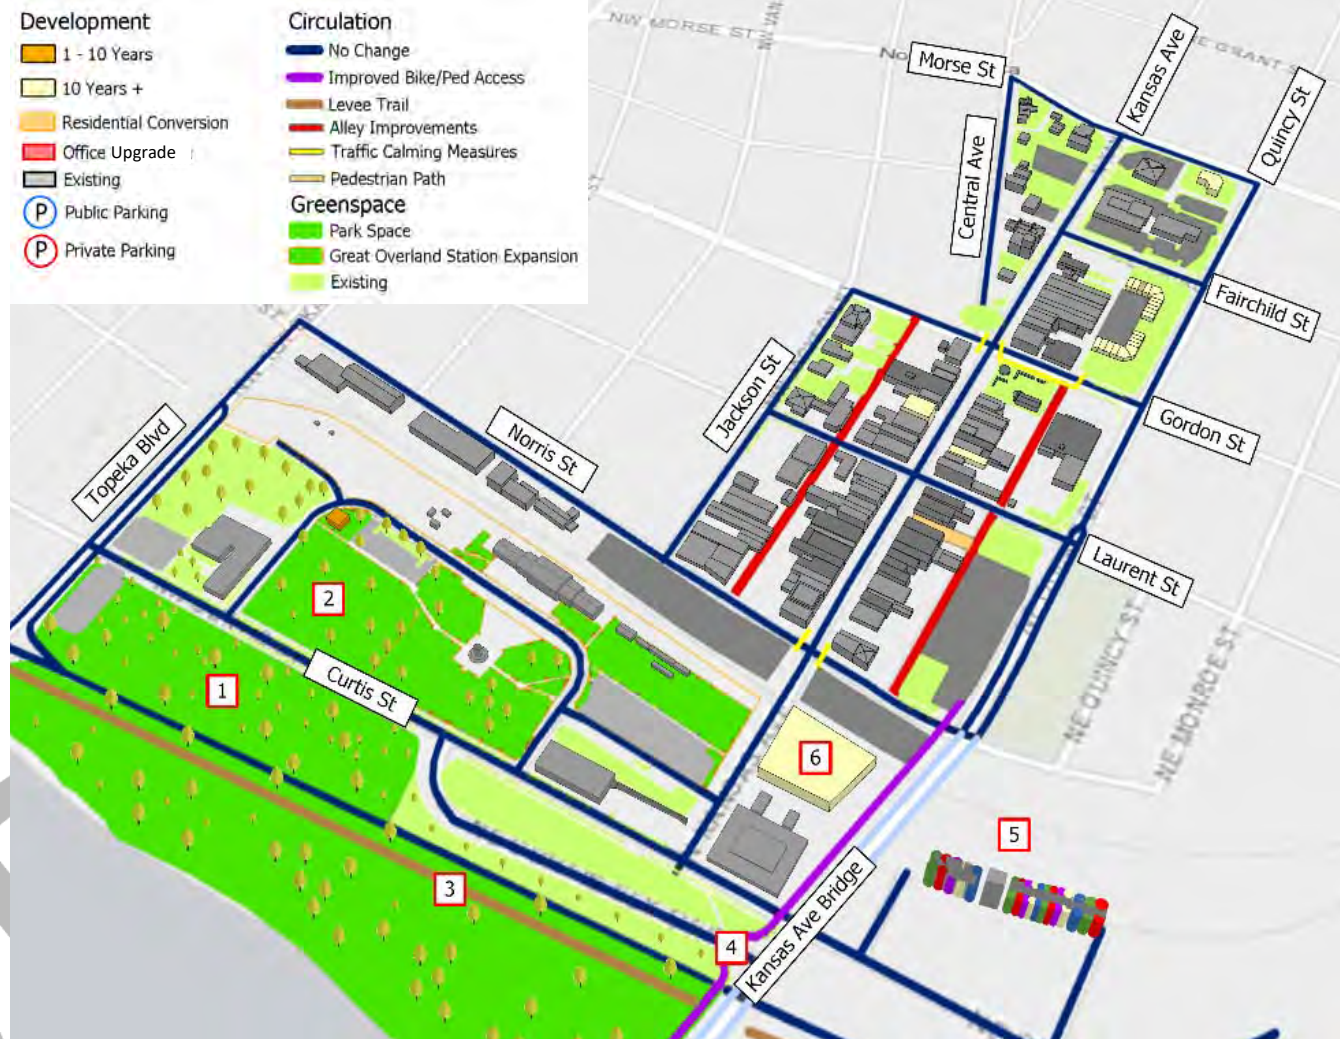 Development
1 - 10 Years
10 Years +
Residential Conversion
Office Upgrade
Existing
P Public Parking
P Private Parking
Circulation
No Change
Improved Bike/Ped Access
Levee Trail
Alley Improvements
Traffic Calming Measures
Pedestrian Path
Greenspace
Park Space
Great Overland Station Expansion
Existing
NW MORSE ST
NW VAN
Morse St
Kansas Ave
Quincy St
Central Ave
Fairchild St
Jackson St
Gordon St
Norris St
Topeka Blvd
Laurent St
2
1
Curtis St
NE QUINCY ST
NE MONROE ST
6
5
3
4
Kansas Ave Bridge